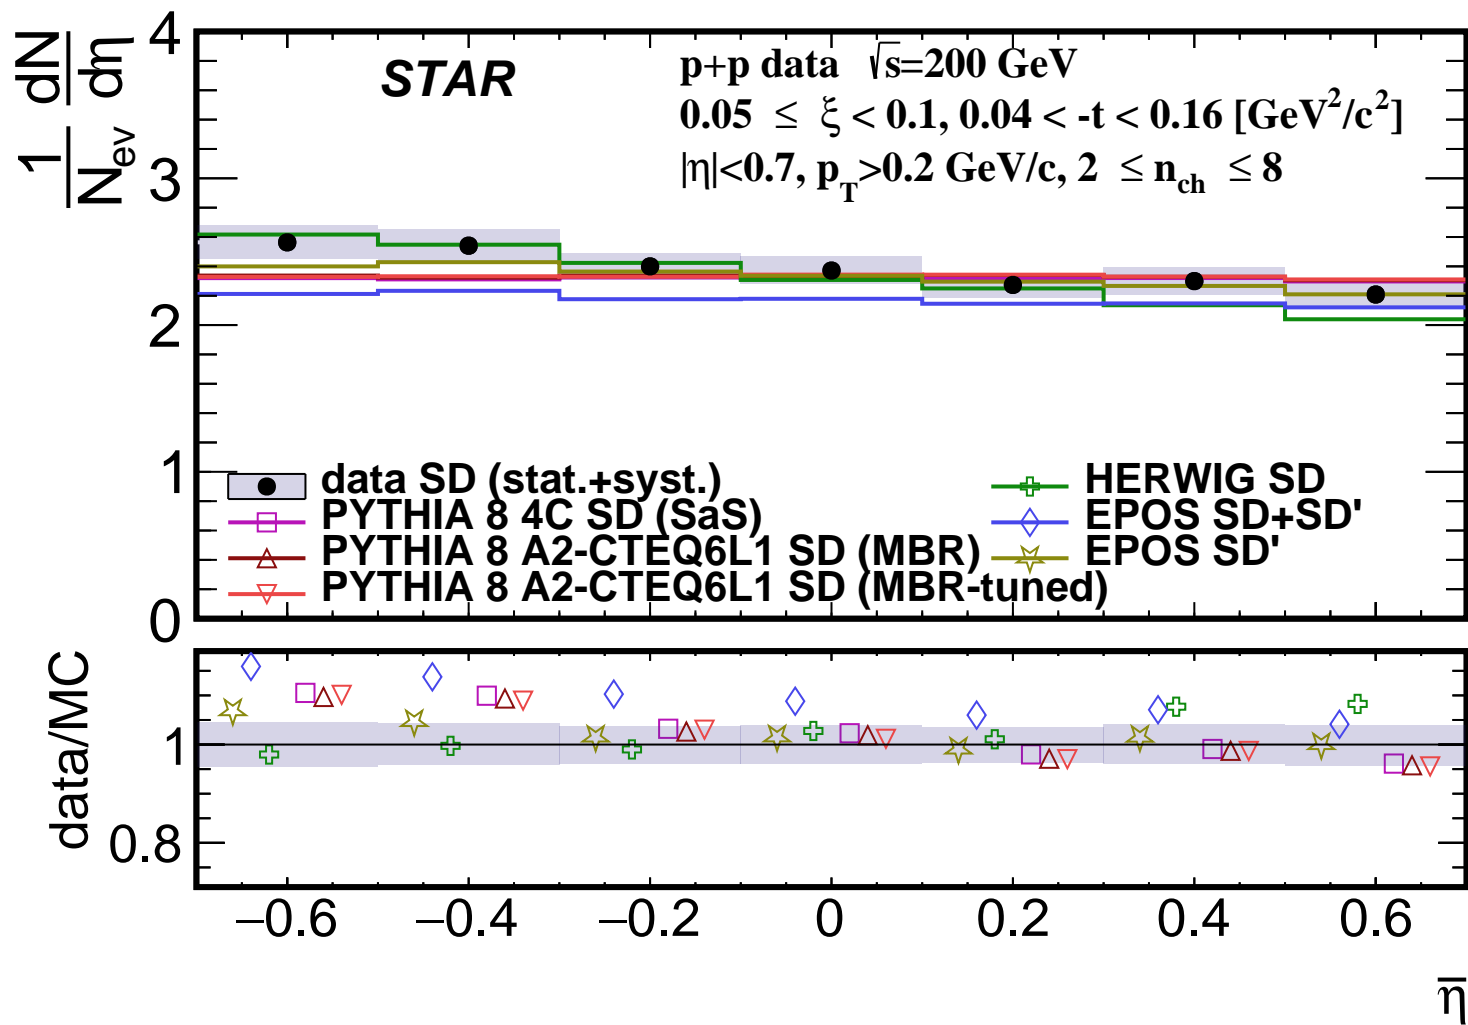 1/N_ev dN/dη
4
3
2
1
0
STAR
p+p data √s=200 GeV
0.05 ≤ ξ < 0.1, 0.04 < -t < 0.16 [GeV²/c²]
|η|<0.7, p_T>0.2 GeV/c, 2 ≤ n_ch ≤ 8
data SD (stat.+syst.)
PYTHIA 8 4C SD (SaS)
PYTHIA 8 A2-CTEQ6L1 SD (MBR)
PYTHIA 8 A2-CTEQ6L1 SD (MBR-tuned)
HERWIG SD
EPOS SD+SD'
EPOS SD'
data/MC
1
0.8
−0.6 −0.4 −0.2 0 0.2 0.4 0.6
η̅